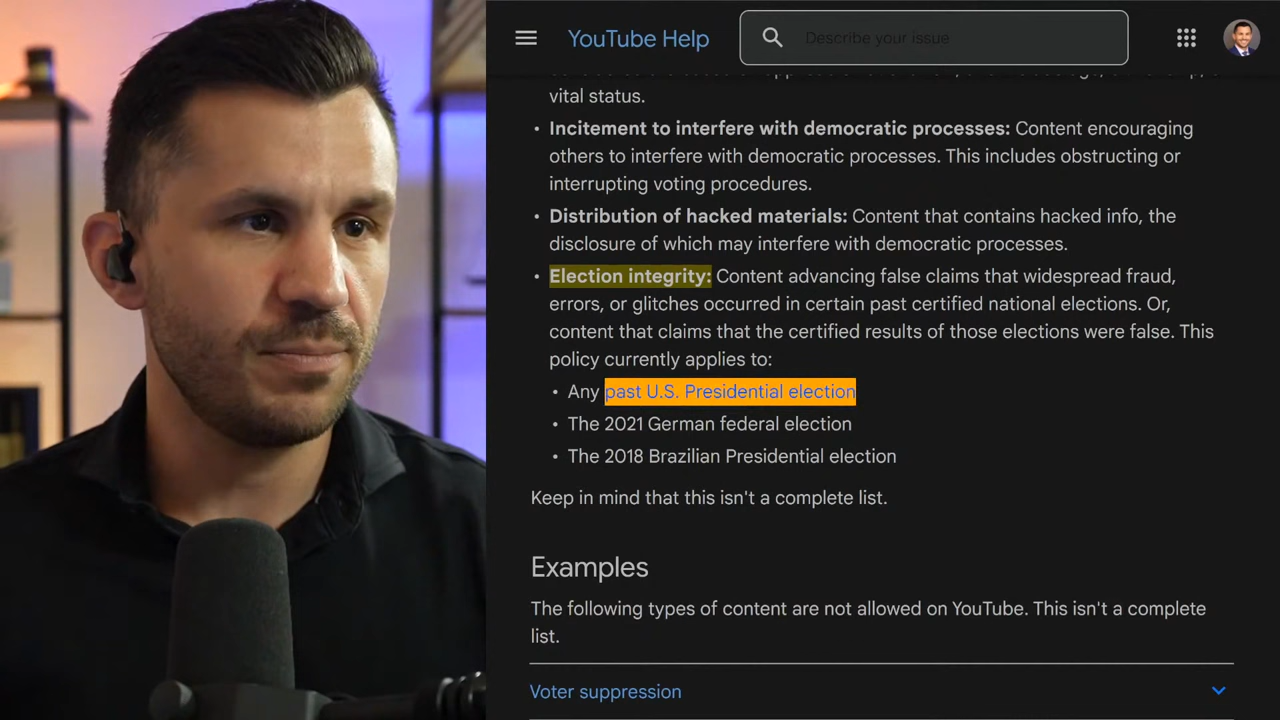 YouTube Help
Describe your issue
vital status.
• Incitement to interfere with democratic processes: Content encouraging
others to interfere with democratic processes. This includes obstructing or
interrupting voting procedures.
• Distribution of hacked materials: Content that contains hacked info, the
disclosure of which may interfere with democratic processes.
• Election integrity: Content advancing false claims that widespread fraud,
errors, or glitches occurred in certain past certified national elections. Or,
content that claims that the certified results of those elections were false. This
policy currently applies to:
• Any past U.S. Presidential election
• The 2021 German federal election
• The 2018 Brazilian Presidential election
Keep in mind that this isn't a complete list.
Examples
The following types of content are not allowed on YouTube. This isn't a complete
list.
Voter suppression